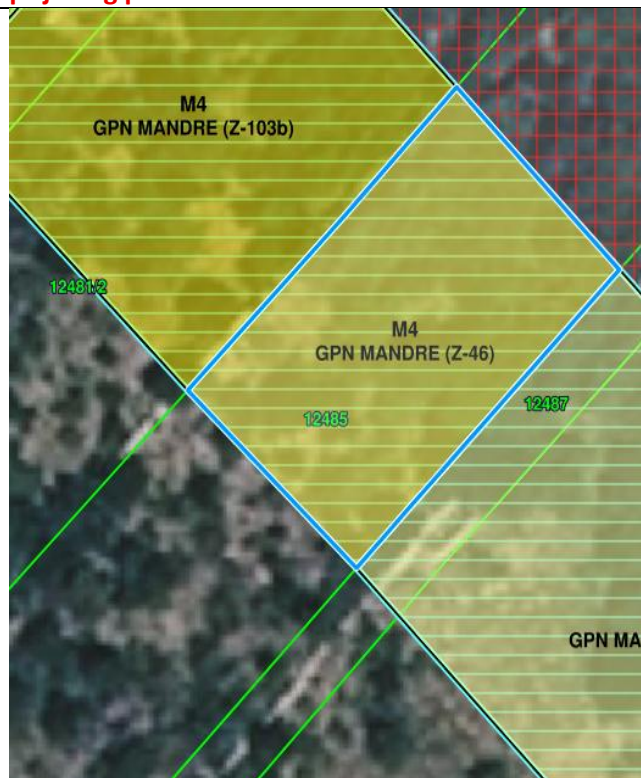 M4
GPN MANDRE (Z-103b)
12481/2
M4
GPN MANDRE (Z-46)
12487
12485
GPN MA